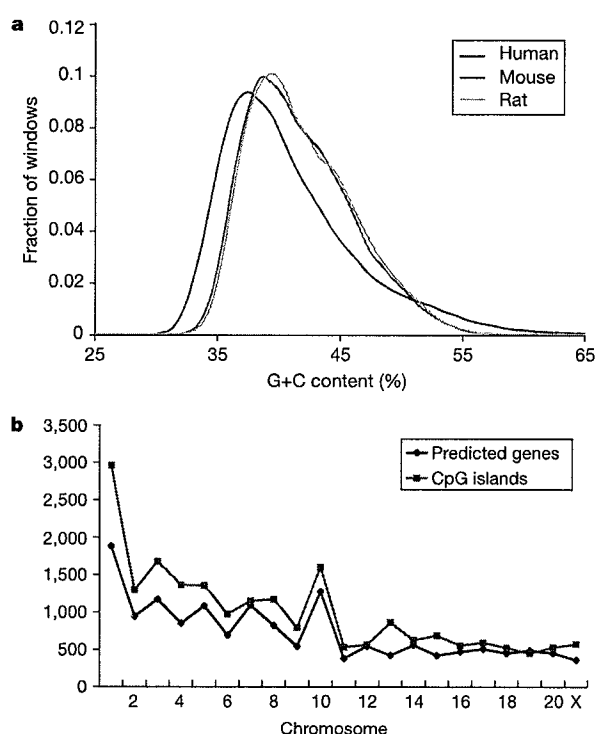 a
0.12
0.1
0.08
0.06
0.04
0.02
0
Fraction of windows
Human
Mouse
Rat
25 35 45 55 65
G+C content (%)
b
3,500
3,000
2,500
2,000
1,500
1,000
500
0
Predicted genes
CpG islands
2 4 6 8 10 12 14 16 18 20 X
Chromosome